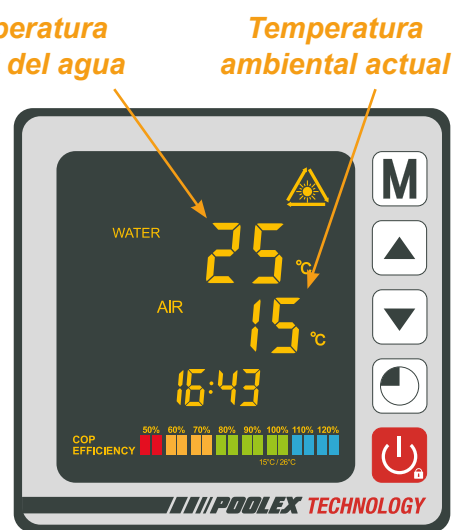 peratura
del agua
Temperatura
ambiental actual
M
WATER 25 °C
AIR 15 °C
16:43
50% 60% 70% 80% 90% 100% 110% 120%
COP
EFFICIENCY
15°C / 26°C
POOLEX TECHNOLOGY